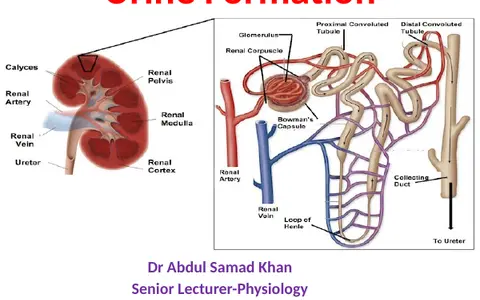 Urine Formation
Calyces
Renal
Artery
Renal
Vein
Ureter
Renal
Pelvis
Renal
Medulla
Renal
Cortex
Glomerulus
Renal Corpuscle
Proximal Convoluted
Tubule
Distal Convoluted
Tubule
Bowman's
Capsule
Renal
Artery
Renal
Vein
Loop of
Henle
Collecting
Duct
To Ureter
Dr Abdul Samad Khan
Senior Lecturer-Physiology